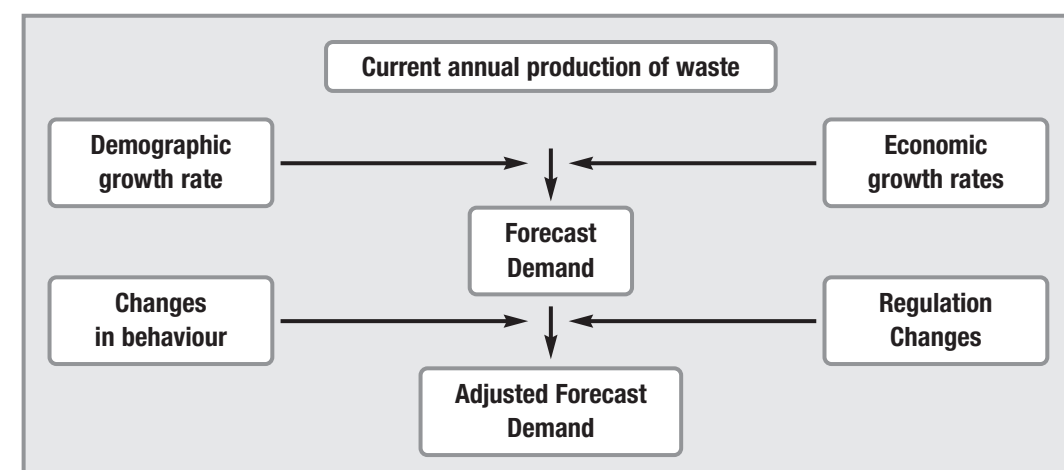 Current annual production of waste
Demographic
growth rate
Economic
growth rates
Forecast
Demand
Changes
in behaviour
Regulation
Changes
Adjusted Forecast
Demand